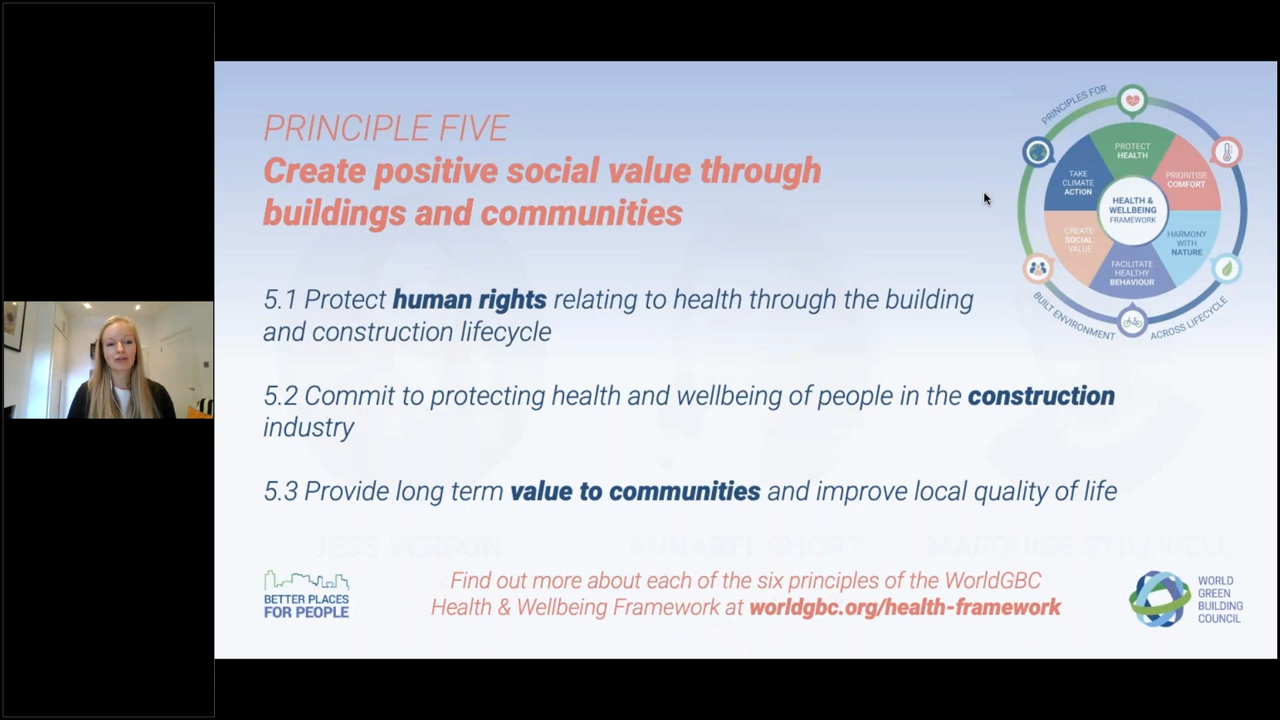 PRINCIPLE FIVE
Create positive social value through
buildings and communities
PRINCIPLES FOR
PROTECT
HEALTH
PRIORITISE
COMFORT
HARMONY
WITH
NATURE
FACILITATE
HEALTHY
BEHAVIOUR
CREATE
SOCIAL
VALUE
TAKE
CLIMATE
ACTION
HEALTH &
WELLBEING
FRAMEWORK
BUILT ENVIRONMENT
ACROSS LIFECYCLE
5.1 Protect human rights relating to health through the building
and construction lifecycle
5.2 Commit to protecting health and wellbeing of people in the construction
industry
5.3 Provide long term value to communities and improve local quality of life
JESS VERDON ANNABEL SHORT
BETTER PLACES
FOR PEOPLE
Find out more about each of the six principles of the WorldGBC
Health & Wellbeing Framework at worldgbc.org/health-framework
WORLD
GREEN
BUILDING
COUNCIL